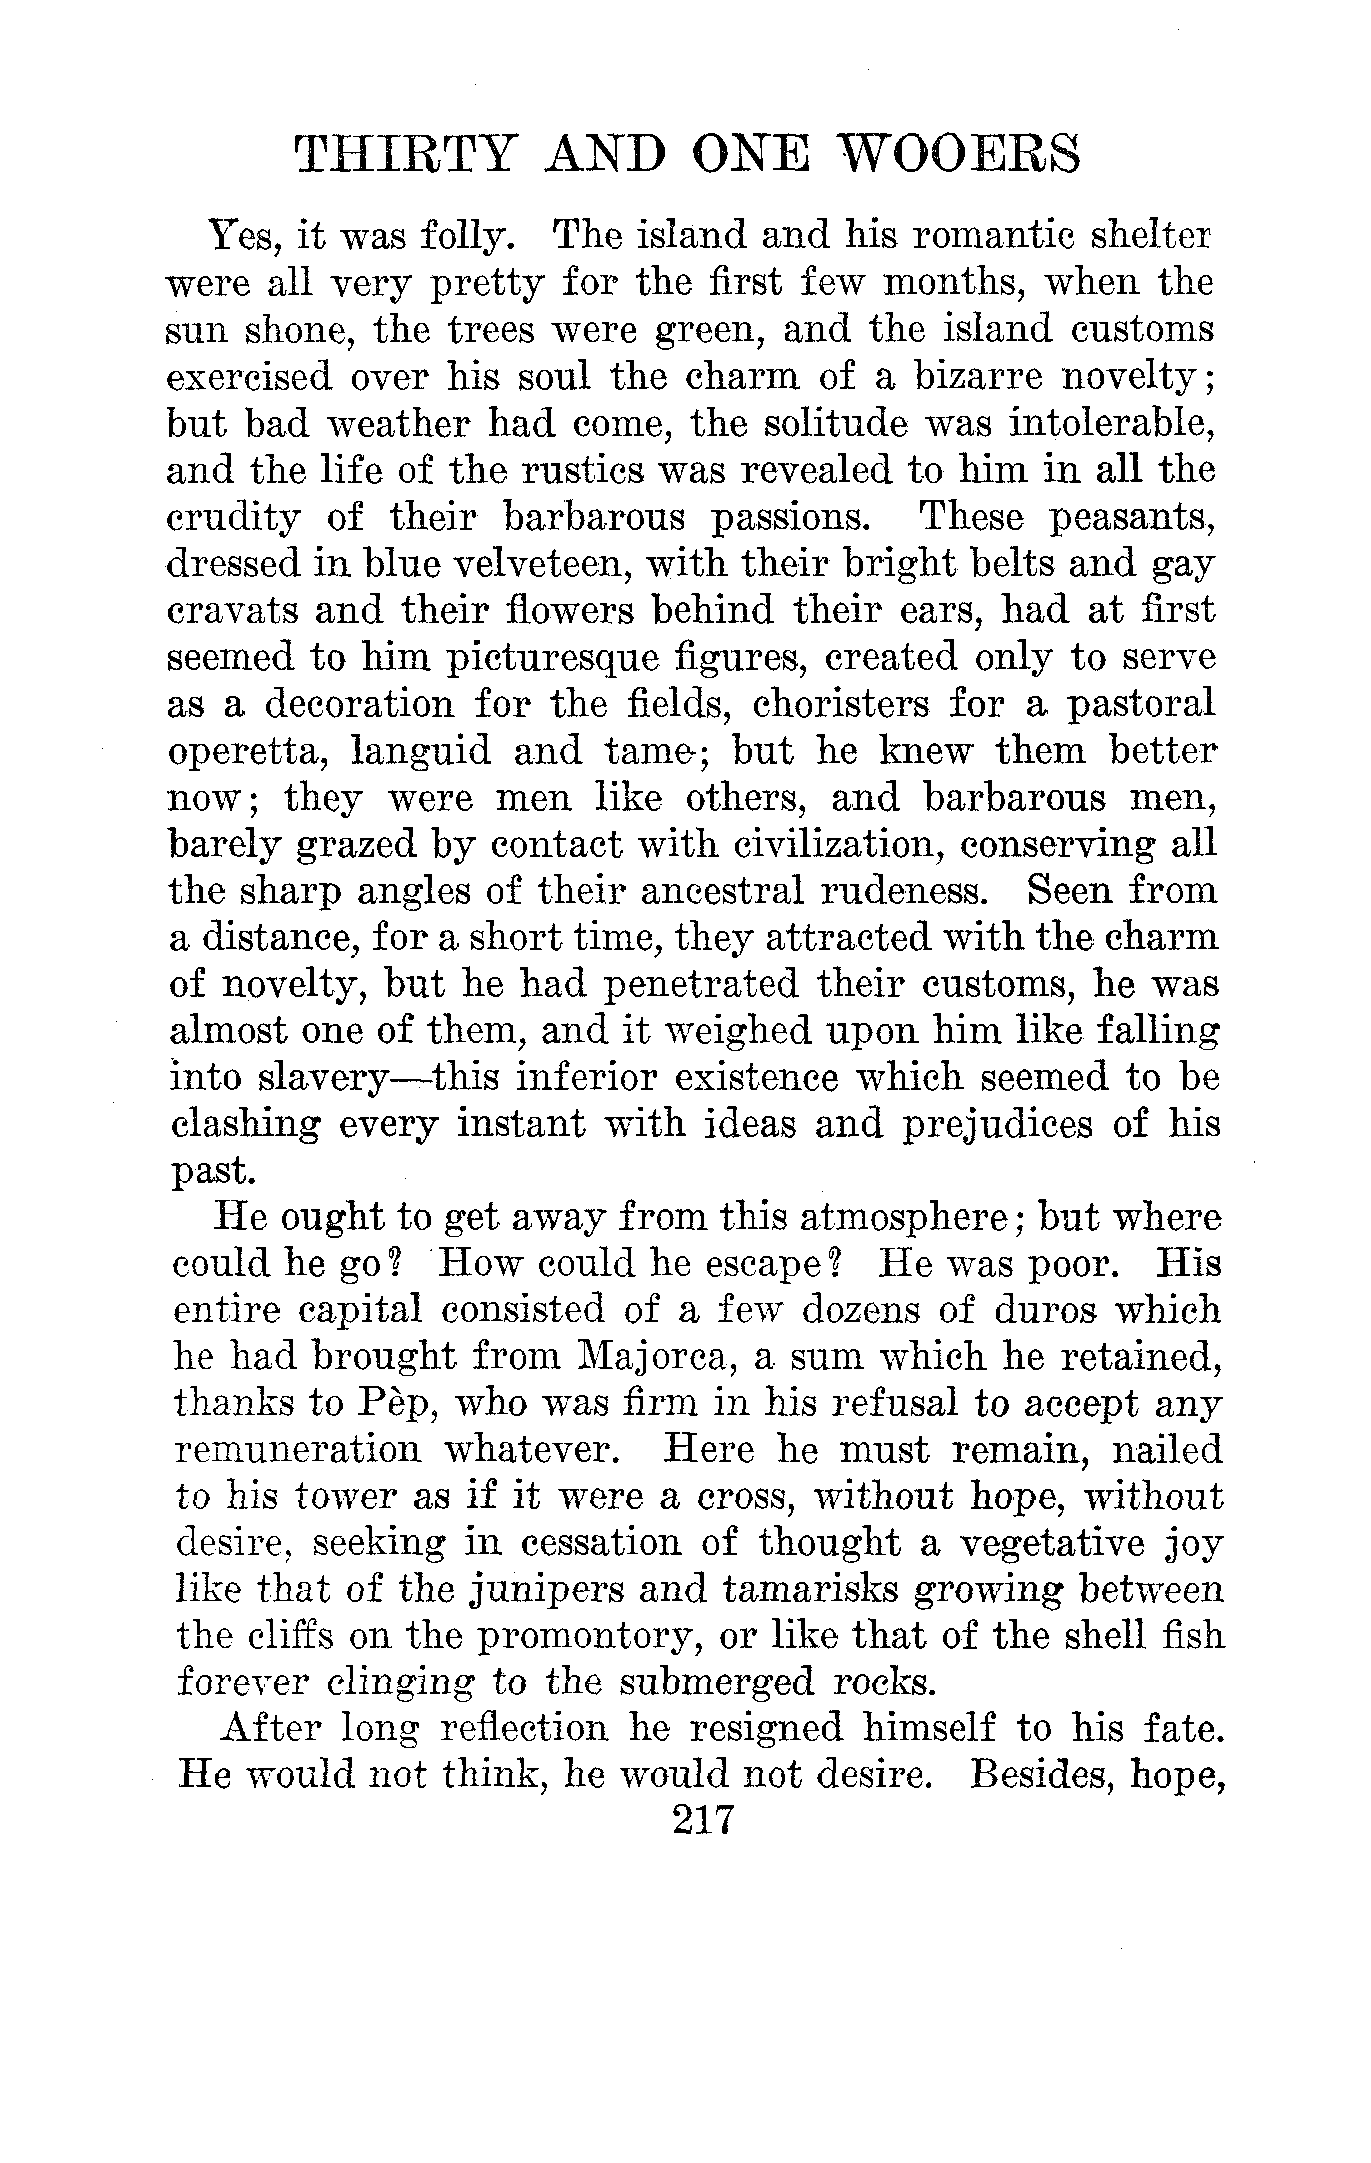 THIRTY AND ONE WOOERS
Yes, it was folly. The island and his romantic shelter
were all very pretty for the first few months, when the
sun shone, the trees were green, and the island customs
exercised over his soul the charm of a bizarre novelty;
but bad weather had come, the solitude was intolerable,
and the life of the rustics was revealed to him in all the
crudity of their barbarous passions. These peasants,
dressed in blue velveteen, with their bright belts and gay
cravats and their flowers behind their ears, had at first
seemed to him picturesque figures, created only to serve
as a decoration for the fields, choristers for a pastoral
operetta, languid and tame; but he knew them better
now; they were men like others, and barbarous men,
barely grazed by contact with civilization, conserving all
the sharp angles of their ancestral rudeness. Seen from
a distance, for a short time, they attracted with the charm
of novelty, but he had penetrated their customs, he was
almost one of them, and it weighed upon him like falling
into slavery—this inferior existence which seemed to be
clashing every instant with ideas and prejudices of his
past.
He ought to get away from this atmosphere; but where
could he go? How could he escape? He was poor. His
entire capital consisted of a few dozens of duros which
he had brought from Majorca, a sum which he retained,
thanks to Pèp, who was firm in his refusal to accept any
remuneration whatever. Here he must remain, nailed
to his tower as if it were a cross, without hope, without
desire, seeking in cessation of thought a vegetative joy
like that of the junipers and tamarisks growing between
the cliffs on the promontory, or like that of the shell fish
forever clinging to the submerged rocks.
After long reflection he resigned himself to his fate.
He would not think, he would not desire. Besides, hope,
217